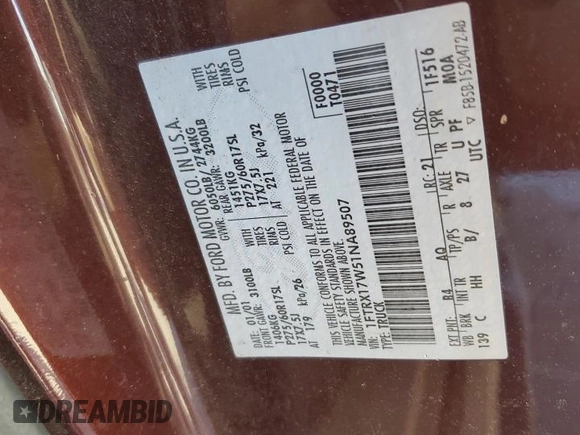 MFD. BY FORD MOTOR CO. IN U.S.A.
DATE: 01/01 GVWR: 6050LB/ 2744KG
FRONT GAWR: 3100LB REAR GAWR: 3200LB
1406KG WITH 1451KG WITH
P275/60R17SL TIRES P275/60R17SL TIRES
17X7.5J RIMS 17X7.5J RIMS
AT 179 kPa/26 PSI COLD AT 221 kPa/32 PSI COLD
THIS VEHICLE CONFORMS TO ALL APPLICABLE FEDERAL MOTOR
VEHICLE SAFETY STANDARDS IN EFFECT ON THE DATE OF
MANUFACTURE SHOWN ABOVE.
VIN: 1FTRX17W51NA89507 F0000
TYPE: TRUCK T0471
EXT PNT: B4 AQ RC: 21 DSO:
WB BRK INT TR TP/PS R AXLE TR SPR 1F516
139 C HH B/ 8 27 U PF MOA
UTC ▽ F85B-1520472-AB
DREAMBID